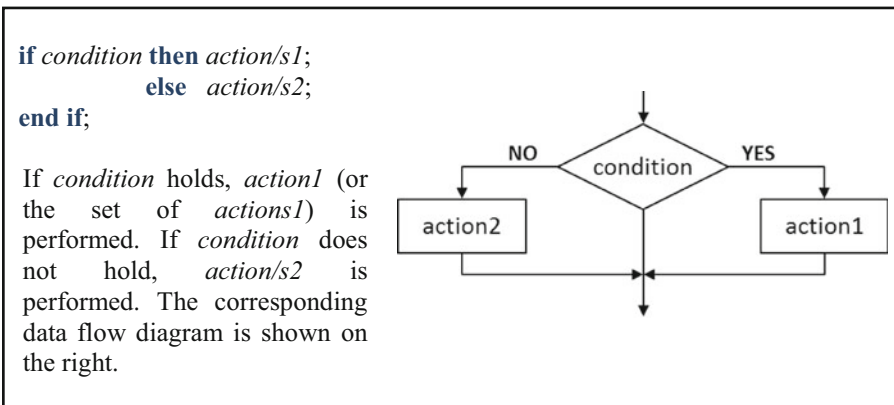 if condition then action/s1;
else action/s2;
end if;
If condition holds, action1 (or
the set of actions1) is
performed. If condition does
not hold, action/s2 is
performed. The corresponding
data flow diagram is shown on
the right.
NO
YES
condition
action2
action1